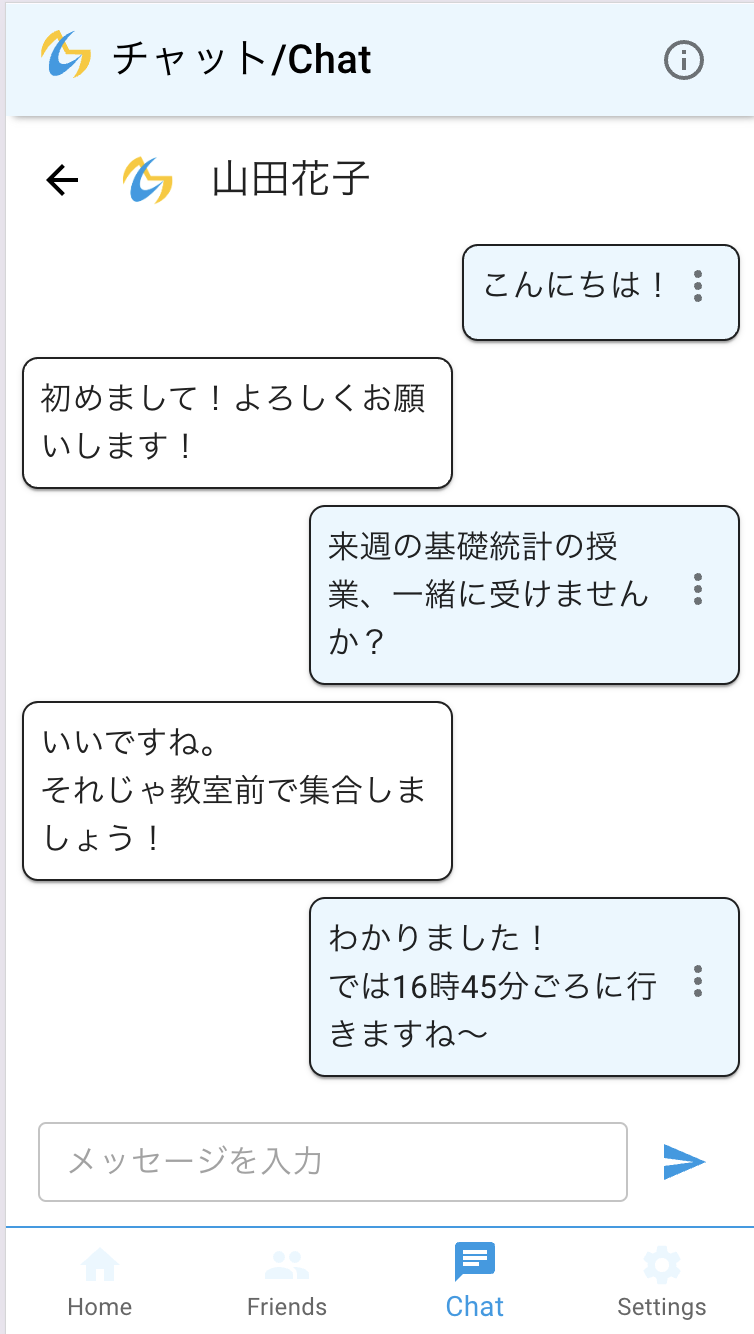 チャット/Chat
山田花子
こんにちは！
初めまして！よろしくお願
いします！
来週の基礎統計の授
業、一緒に受けません
か？
いいですね。
それじゃ教室前で集合しま
しょう！
わかりました！
では16時45分ごろに行
きますね〜
メッセージを入力
Home
Friends
Chat
Settings